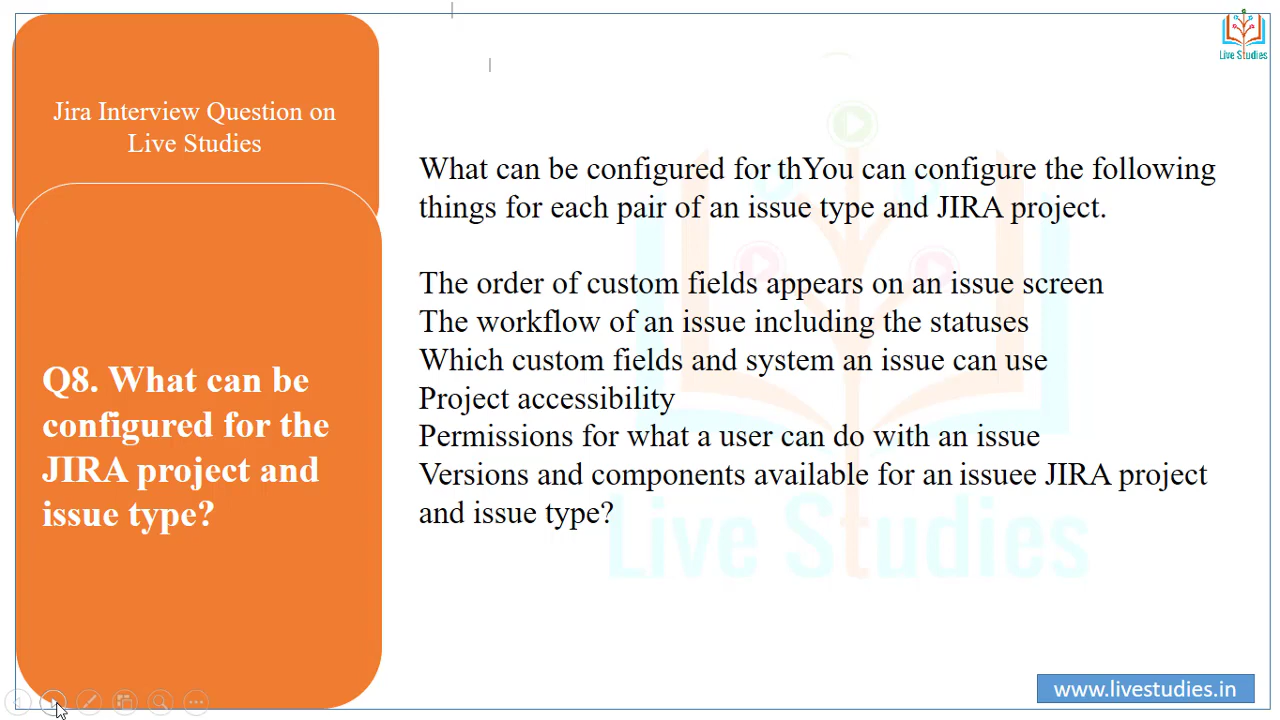 Jira Interview Question on
Live Studies
Q8. What can be
configured for the
JIRA project and
issue type?
What can be configured for thYou can configure the following
things for each pair of an issue type and JIRA project.
The order of custom fields appears on an issue screen
The workflow of an issue including the statuses
Which custom fields and system an issue can use
Project accessibility
Permissions for what a user can do with an issue
Versions and components available for an issuee JIRA project
and issue type?
Live Studies
Live Studies
www.livestudies.in